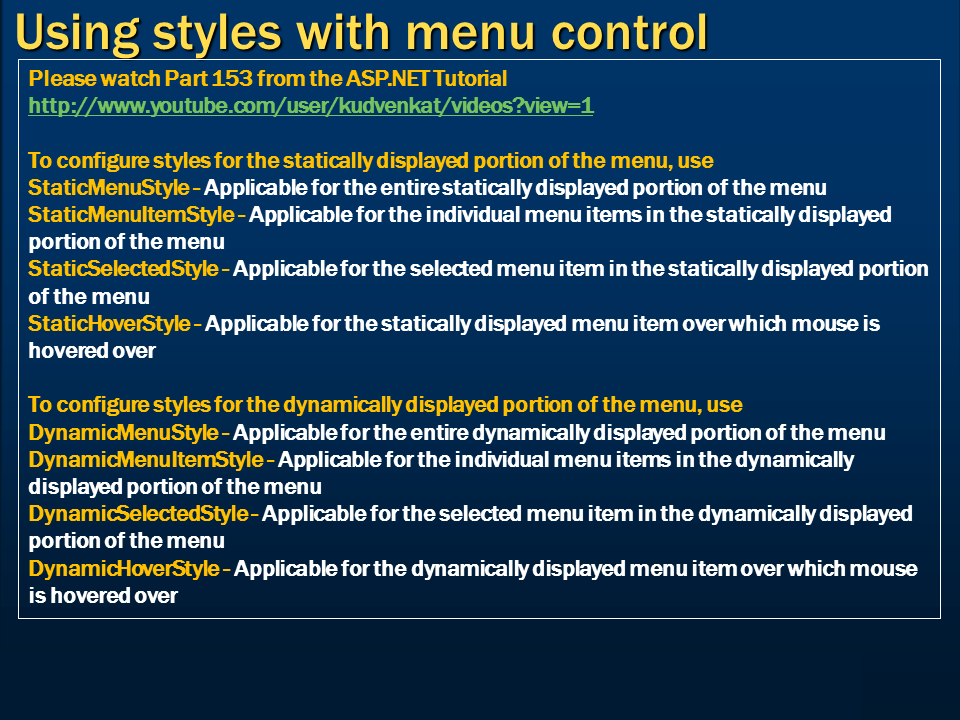 Using styles with menu control
Please watch Part 153 from the ASP.NET Tutorial
http://www.youtube.com/user/kudvenkat/videos?view=1
To configure styles for the statically displayed portion of the menu, use
StaticMenuStyle - Applicable for the entire statically displayed portion of the menu
StaticMenuItemStyle - Applicable for the individual menu items in the statically displayed
portion of the menu
StaticSelectedStyle - Applicable for the selected menu item in the statically displayed portion
of the menu
StaticHoverStyle - Applicable for the statically displayed menu item over which mouse is
hovered over
To configure styles for the dynamically displayed portion of the menu, use
DynamicMenuStyle - Applicable for the entire dynamically displayed portion of the menu
DynamicMenuItemStyle - Applicable for the individual menu items in the dynamically
displayed portion of the menu
DynamicSelectedStyle - Applicable for the selected menu item in the dynamically displayed
portion of the menu
DynamicHoverStyle - Applicable for the dynamically displayed menu item over which mouse
is hovered over